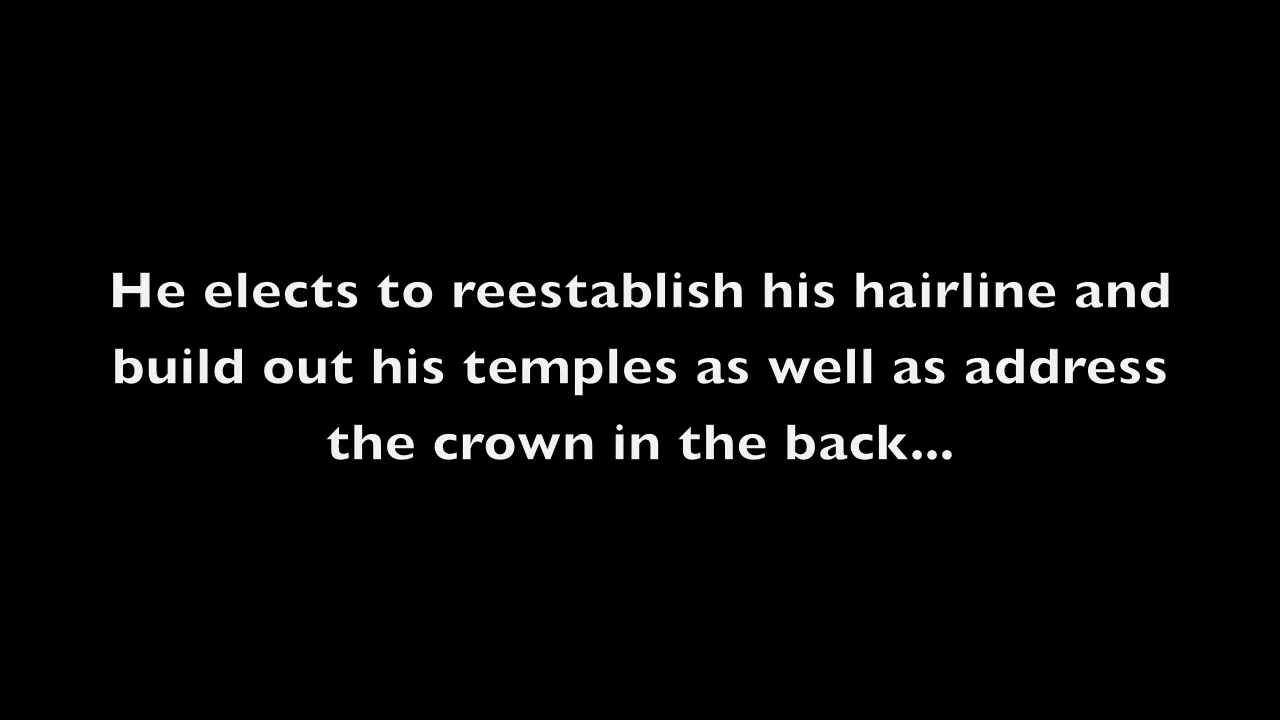 He elects to reestablish his hairline and
build out his temples as well as address
the crown in the back...